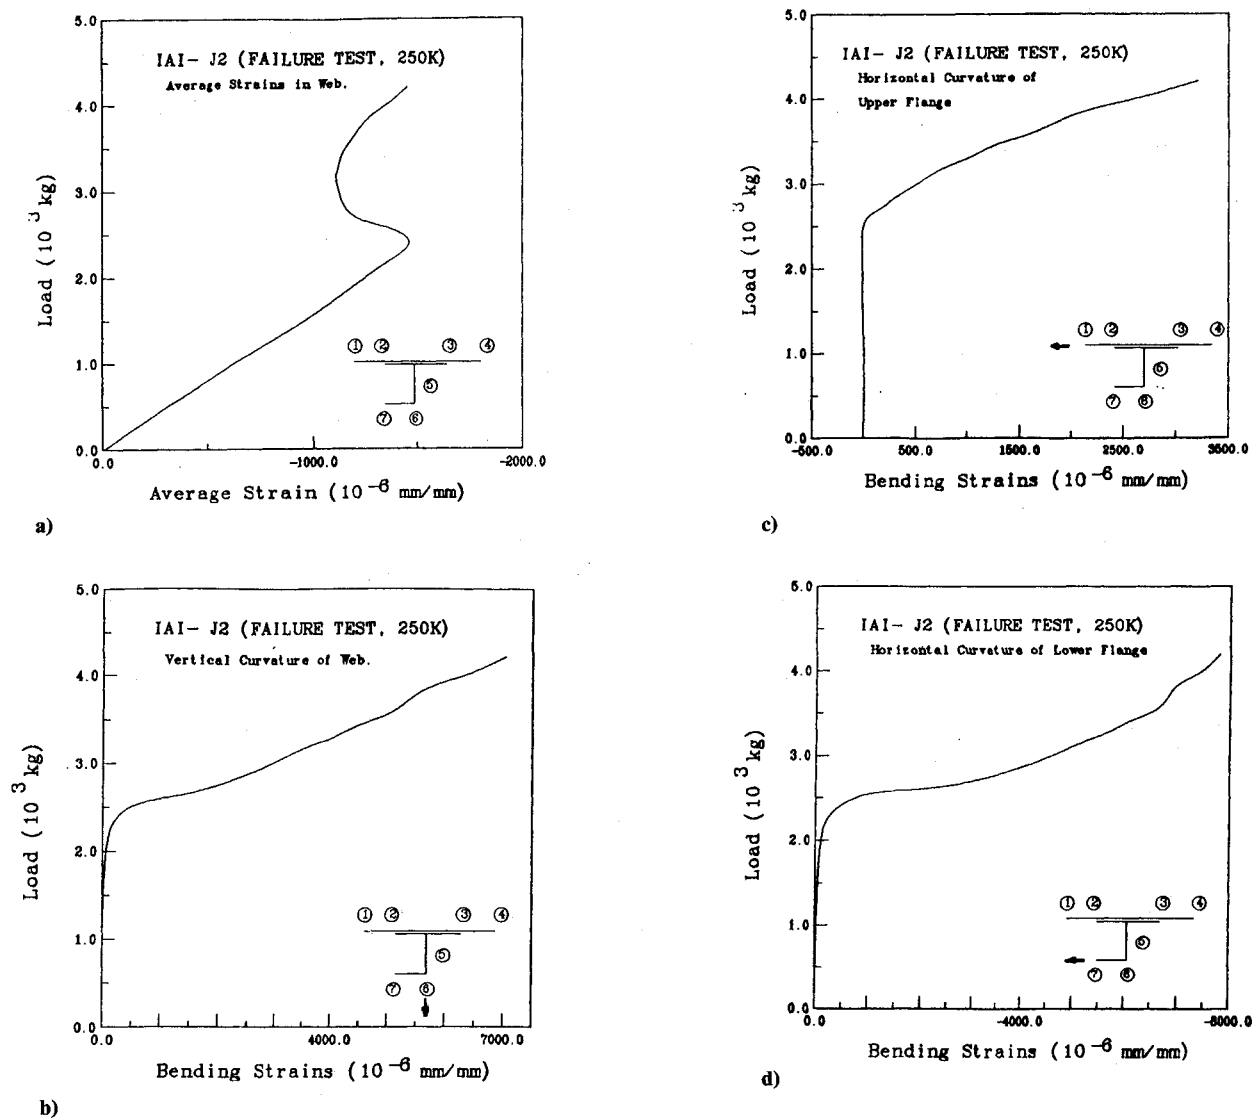 5.0
IAI- J2 (FAILURE TEST, 250K)
Average Strains in Web.
4.0
3.0
2.0
1.0
0.0
Load (10 3 kg)
① ② ③ ④
⑤
⑦ ⑥
0.0 -1000.0 -2000.0
Average Strain (10 -6 mm/mm)
a)
5.0
IAI- J2 (FAILURE TEST, 250K)
Horizontal Curvature of
Upper Flange
4.0
3.0
2.0
1.0
0.0
Load (10 3 kg)
① ② ③ ④
⑦
-500.0 500.0 1500.0 2500.0 3500.0
Bending Strains (10 -6 mm/mm)
c)
5.0
IAI- J2 (FAILURE TEST, 250K)
Vertical Curvature of Web.
4.0
3.0
2.0
1.0
0.0
Load (10 3 kg)
① ② ③ ④
⑤
⑦
0.0 4000.0 7000.0
Bending Strains (10 -6 mm/mm)
b)
5.0
IAI- J2 (FAILURE TEST, 250K)
Horizontal Curvature of Lower Flange
4.0
3.0
2.0
1.0
0.0
Load (10 3 kg)
① ② ③ ④
0.0 -4000.0 -8000.0
Bending Strains (10 -6 mm/mm)
d)